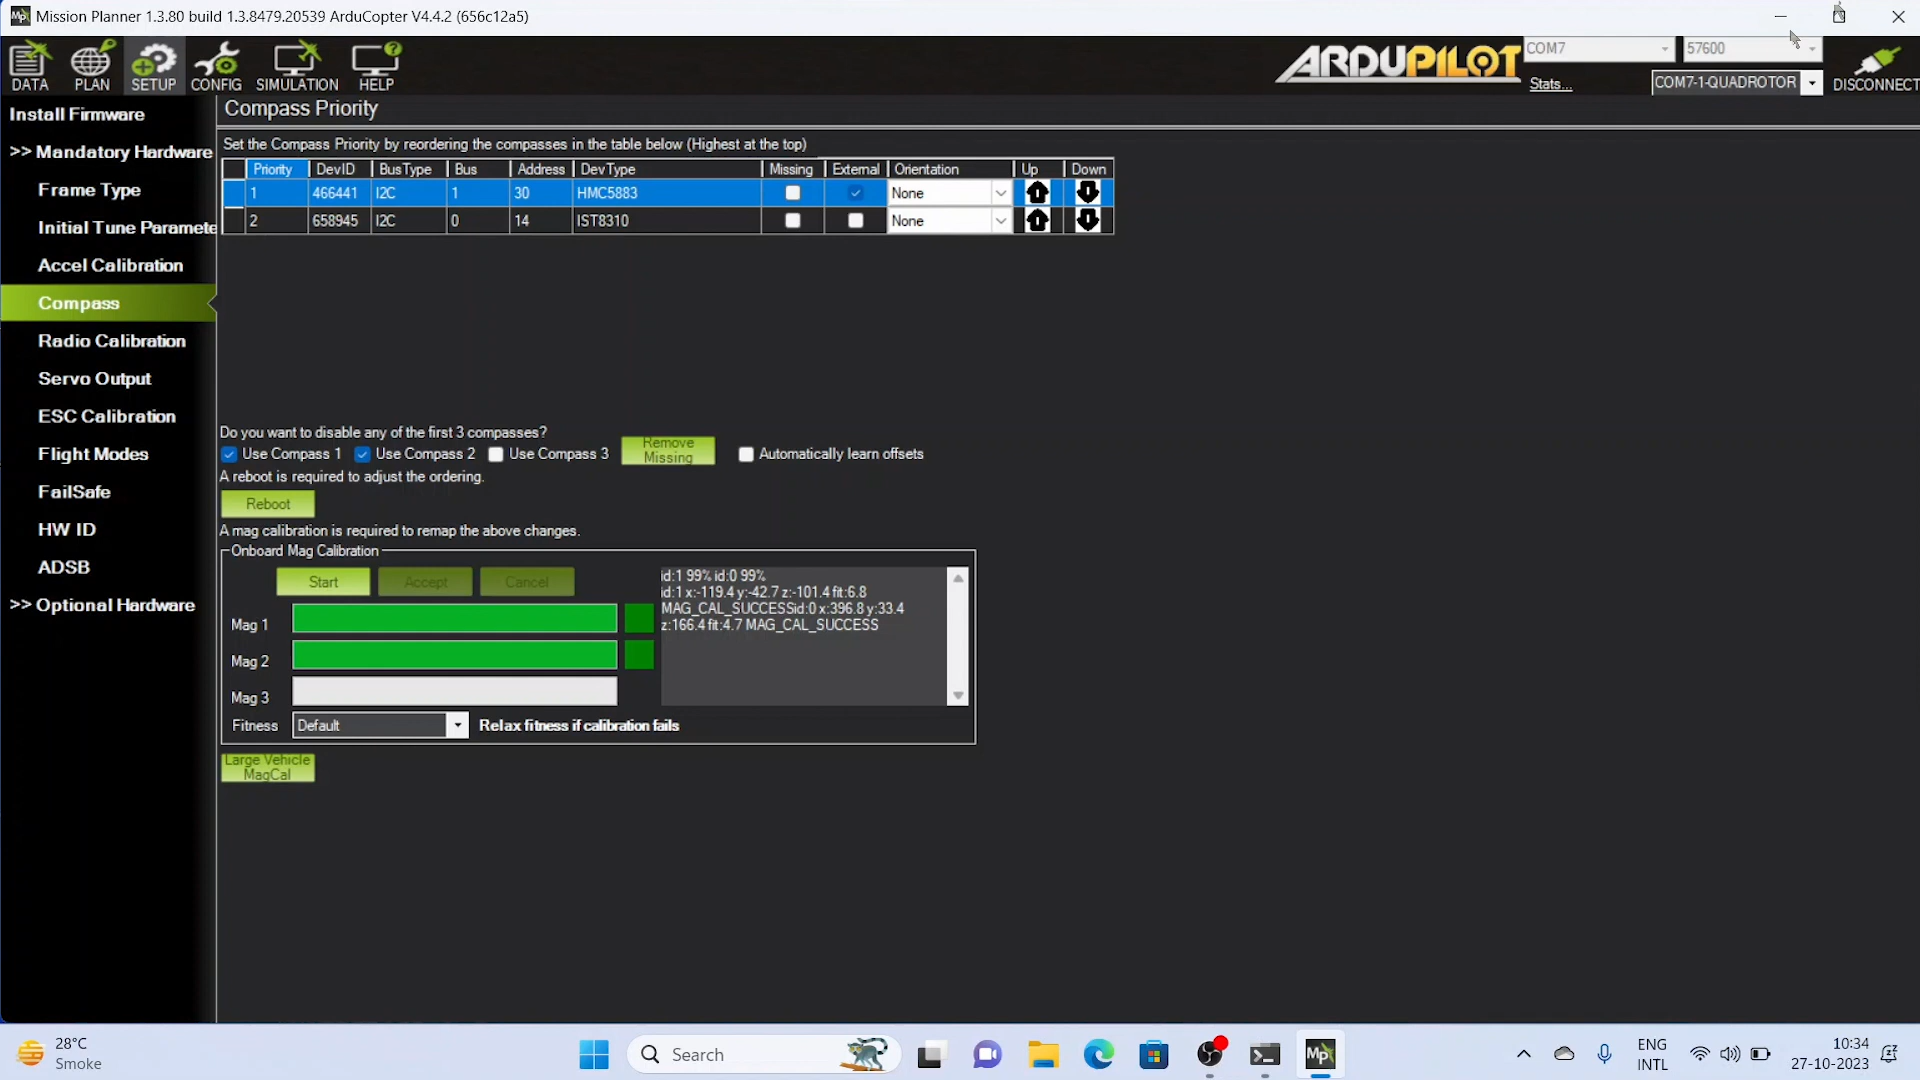 Mission Planner 1.3.80 build 1.3.8479.20539 ArduCopter V4.4.2 (656c12a5)
DATA PLAN SETUP CONFIG SIMULATION HELP
ARDUPILOT
COM7 57600
Stats...
COM7-1-QUADROTOR
DISCONNECT
Install Firmware
>> Mandatory Hardware
Frame Type
Initial Tune Paramete
Accel Calibration
Compass
Radio Calibration
Servo Output
ESC Calibration
Flight Modes
FailSafe
HW ID
ADSB
>> Optional Hardware
Compass Priority
Set the Compass Priority by reordering the compasses in the table below (Highest at the top)
Priority DevID BusType Bus Address DevType Missing External Orientation Up Down
1 466441 I2C 1 30 HMC5883 None
2 658945 I2C 0 14 IST8310 None
Do you want to disable any of the first 3 compasses?
Use Compass 1 Use Compass 2 Use Compass 3 Remove Missing Automatically learn offsets
A reboot is required to adjust the ordering.
Reboot
A mag calibration is required to remap the above changes.
Onboard Mag Calibration
Start Accept Cancel
Mag 1
Mag 2
Mag 3
id:1 99% id:0 99%
id:1 x:-119.4 y:-42.7 z:-101.4 fit:6.8
MAG_CAL_SUCCESSid:0 x:396.8 y:33.4
z:166.4 fit:4.7 MAG_CAL_SUCCESS
Fitness Default Relax fitness if calibration fails
Large Vehicle
MagCal
28°C
Smoke
Search
Mp
ENG
INTL
10:34
27-10-2023